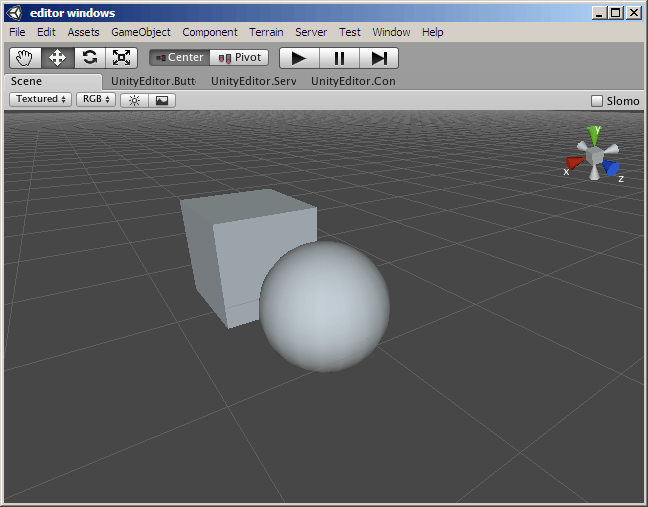 editor windows
File Edit Assets GameObject Component Terrain Server Test Window Help
Center Pivot
Scene UnityEditor.Butt UnityEditor.Serv UnityEditor.Con
Textured RGB Slomo
y
x
z